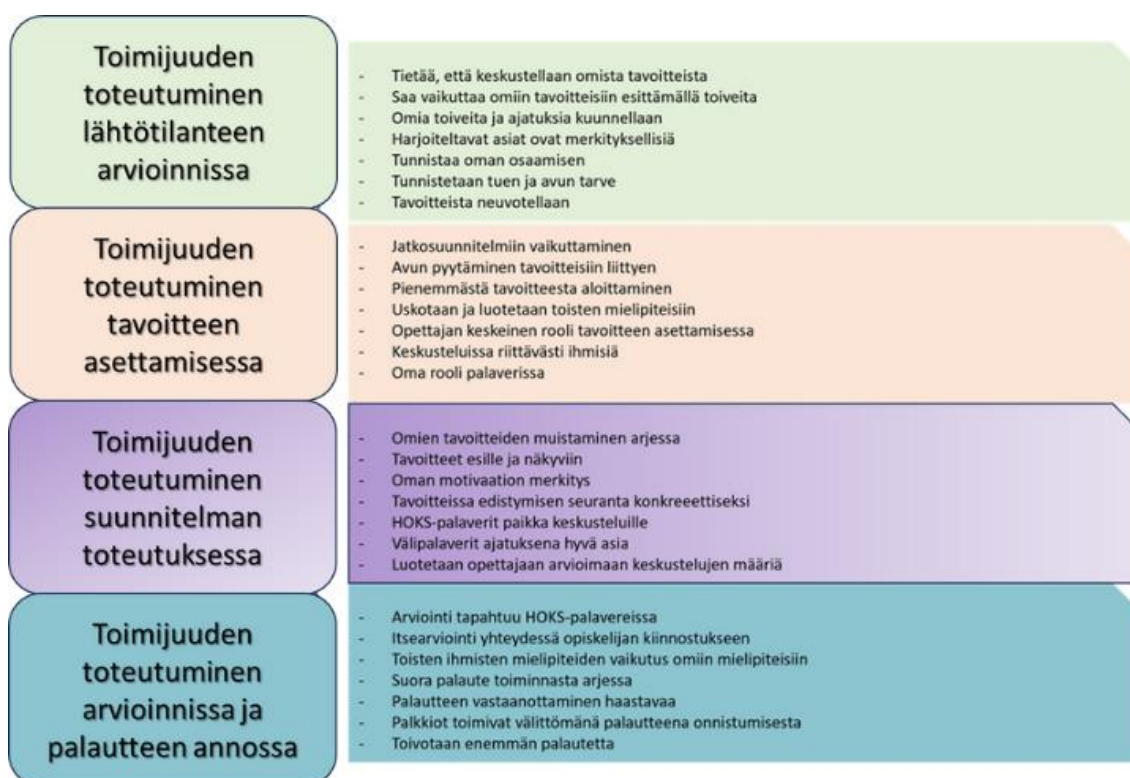 Toimijuuden
toteutuminen
lähtötilanteen
arvioinnissa
- Tietää, että keskustellaan omista tavoitteista
- Saa vaikuttaa omiin tavoitteisiin esittämällä toiveita
- Omia toiveita ja ajatuksia kuunnellaan
- Harjoiteltavat asiat ovat merkityksellisiä
- Tunnistaa oman osaamisen
- Tunnistetaan tuen ja avun tarve
- Tavoitteista neuvotellaan
Toimijuuden
toteutuminen
tavoitteen
asettamisessa
- Jatkosuunnitelmiin vaikuttaminen
- Avun pyytäminen tavoitteisiin liittyen
- Pienemmästä tavoitteesta aloittaminen
- Uskotaan ja luotetaan toisten mielipiteisiin
- Opettajan keskeinen rooli tavoitteen asettamisessa
- Keskusteluissa riittävästi ihmisiä
- Oma rooli palaverissa
Toimijuuden
toteutuminen
suunnitelman
toteutuksessa
- Omien tavoitteiden muistaminen arjessa
- Tavoitteet esille ja näkyviin
- Oman motivaation merkitys
- Tavoitteissa edistymisen seuranta konkreeettiseksi
- HOKS-palaverit paikka keskusteluille
- Välipalaverit ajatuksena hyvä asia
- Luotetaan opettajaan arvioimaan keskustelujen määriä
Toimijuuden
toteutuminen
arvioinnissa ja
palautteen annossa
- Arviointi tapahtuu HOKS-palavereissa
- Itsearviointi yhteydessä opiskelijan kiinnostukseen
- Toisten ihmisten mielipiteiden vaikutus omiin mielipiteisiin
- Suora palaute toiminnasta arjessa
- Palautteen vastaanottaminen haastavaa
- Palkkiot toimivat välittömänä palautteena onnistumisesta
- Toivotaan enemmän palautetta